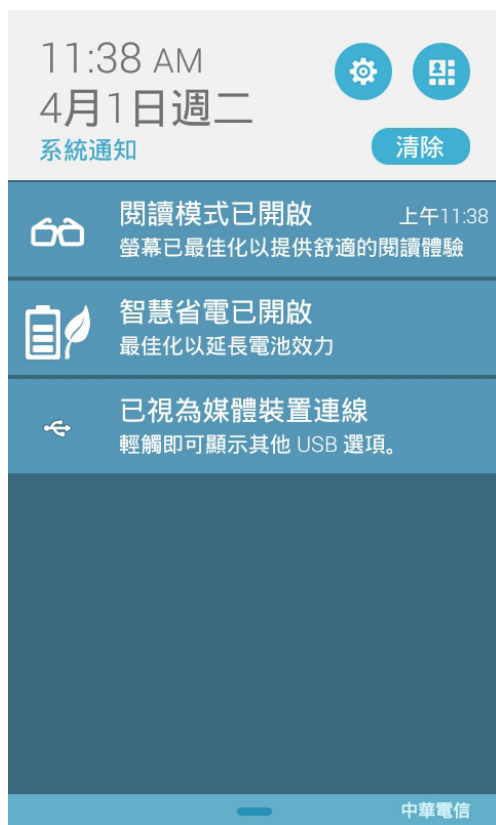 11:38 AM
4月1日週二
系統通知
清除
閱讀模式已開啟
上午11:38
螢幕已最佳化以提供舒適的閱讀體驗
智慧省電已開啟
最佳化以延長電池效力
已視為媒體裝置連線
輕觸即可顯示其他 USB 選項。
中華電信